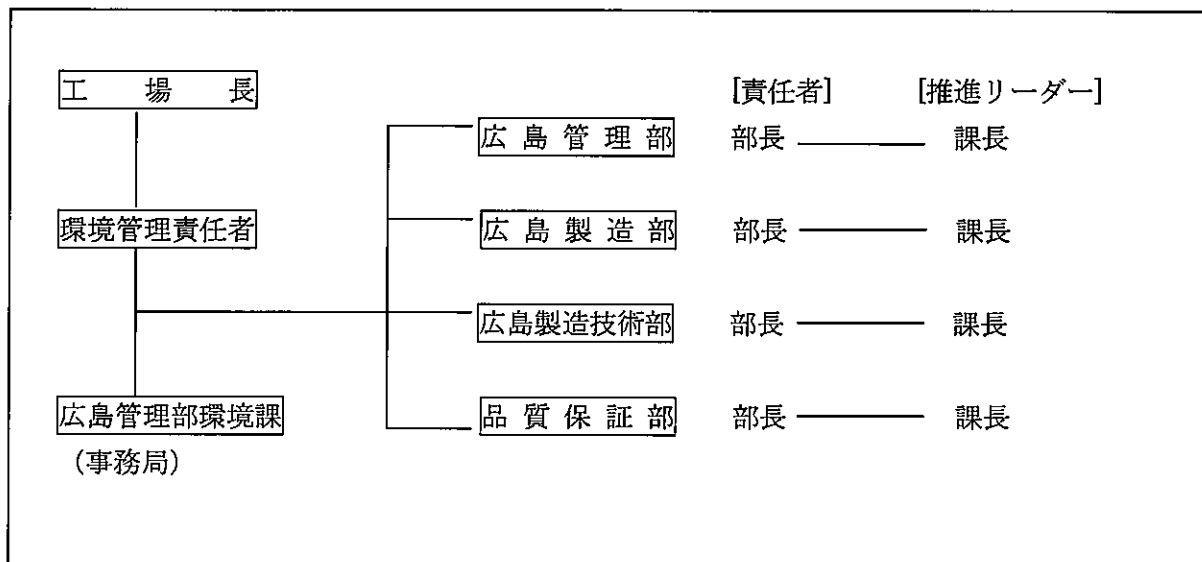 工場長
[責任者] [推進リーダー]
広島管理部 部長 課長
環境管理責任者
広島製造部 部長 課長
広島製造技術部 部長 課長
広島管理部環境課
品質保証部 部長 課長
(事務局)